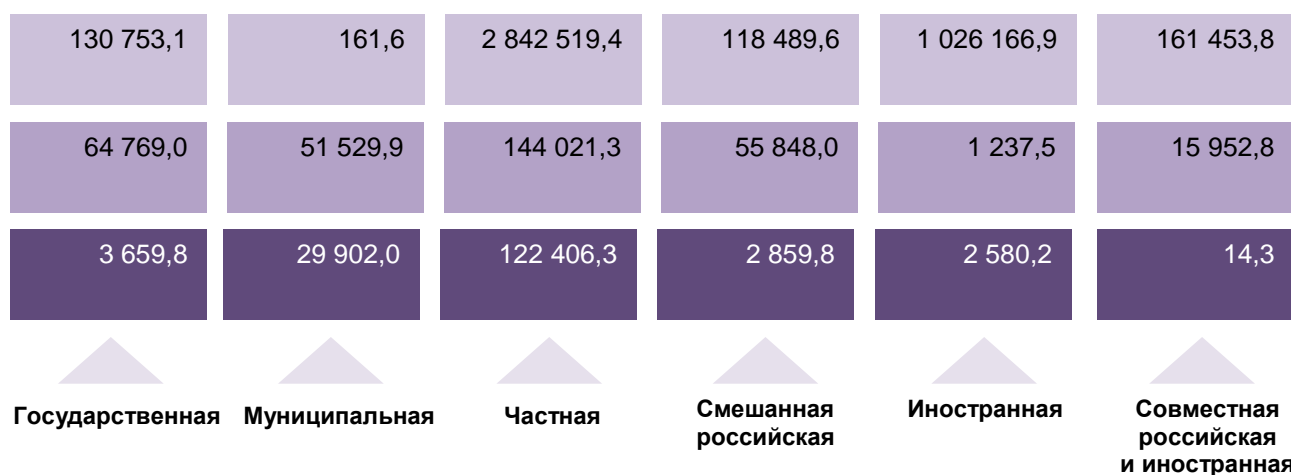 130 753,1 161,6 2 842 519,4 118 489,6 1 026 166,9 161 453,8
64 769,0 51 529,9 144 021,3 55 848,0 1 237,5 15 952,8
3 659,8 29 902,0 122 406,3 2 859,8 2 580,2 14,3
Государственная
Муниципальная
Частная
Смешанная
российская
Иностранная
Совместная
российская
и иностранная